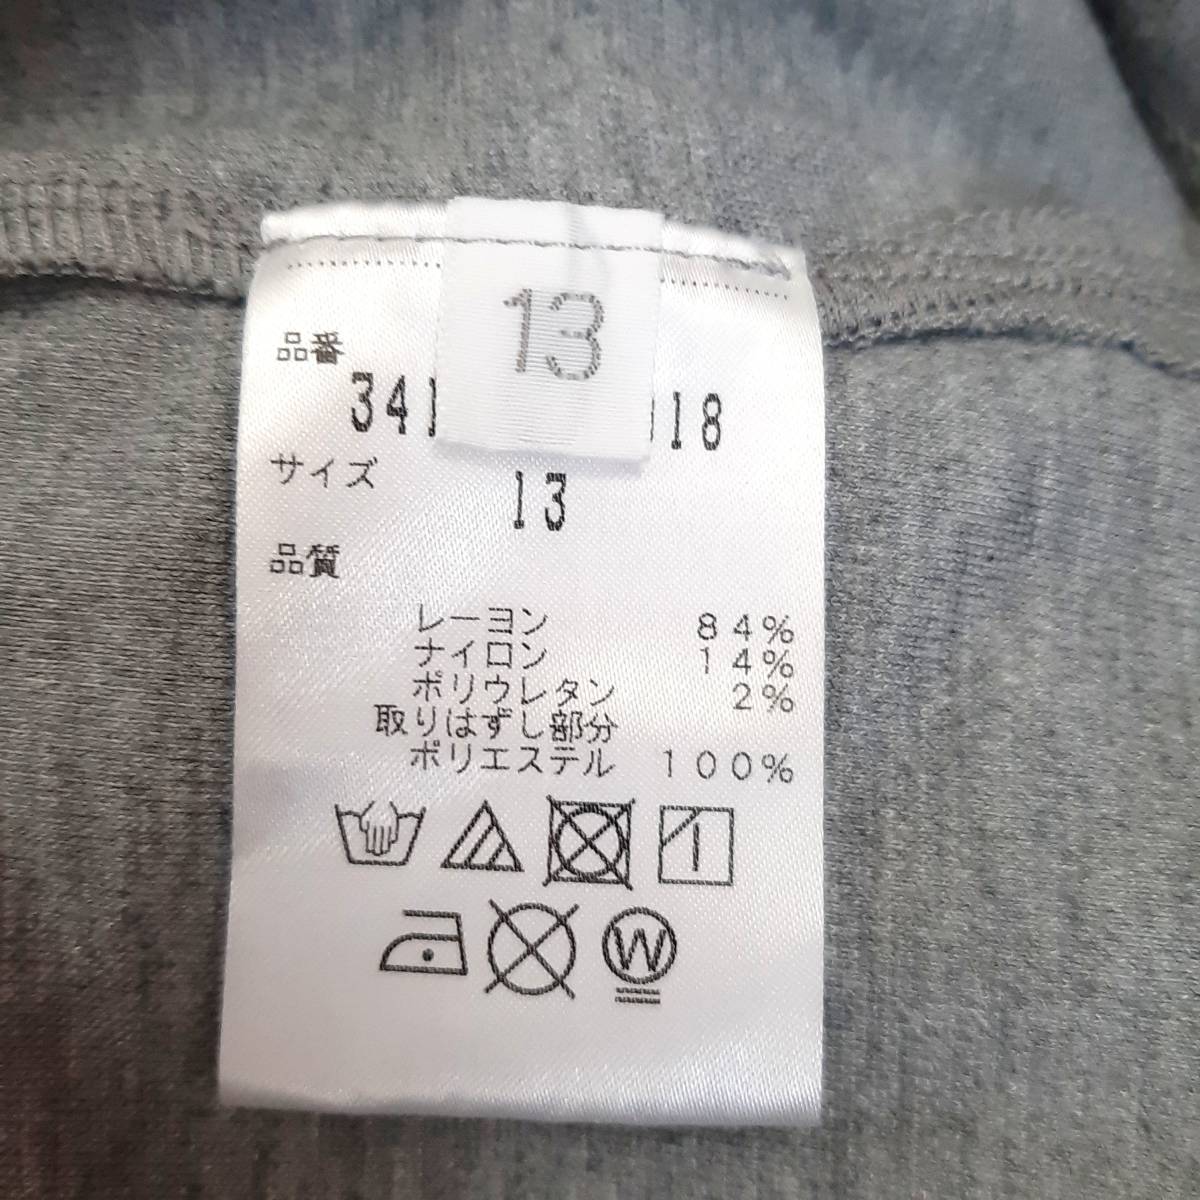 13
品番
341 18
サイズ
13
品質
レーヨン 84%
ナイロン 14%
ポリウレタン 2%
取りはずし部分
ポリエステル 100%
W